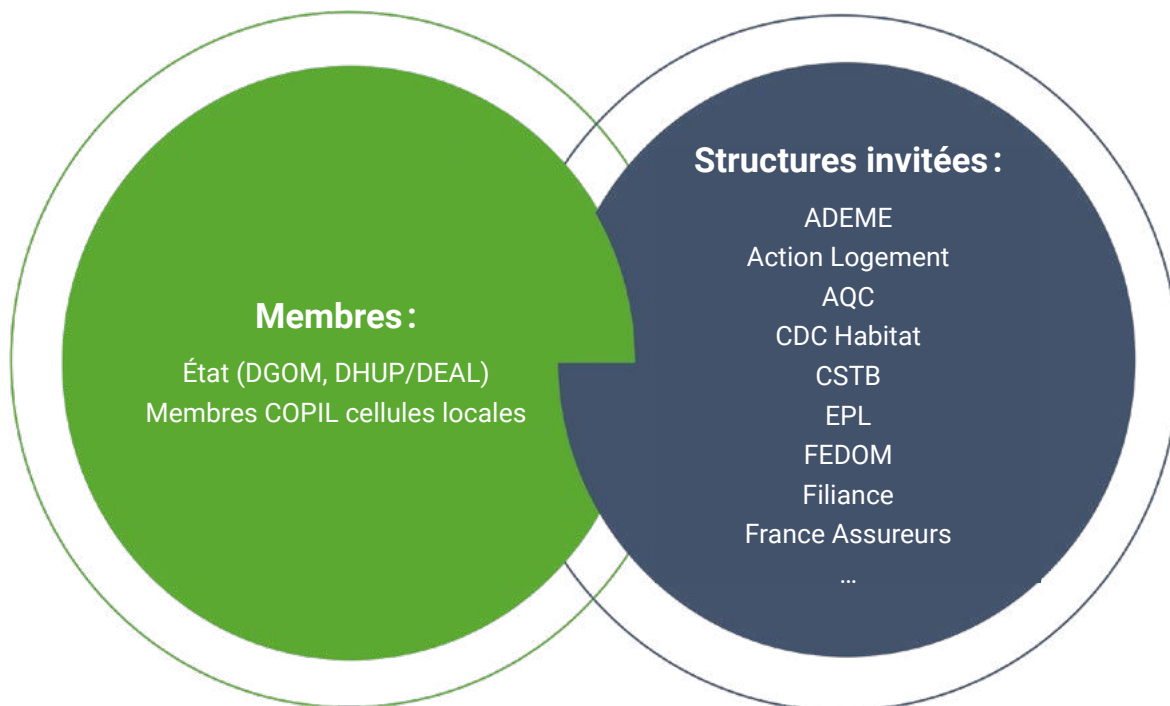 Membres :
État (DGOM, DHUP/DEAL)
Membres COPIL cellules locales
Structures invitées :
ADEME
Action Logement
AQC
CDC Habitat
CSTB
EPL
FEDOM
Filiance
France Assureurs
...